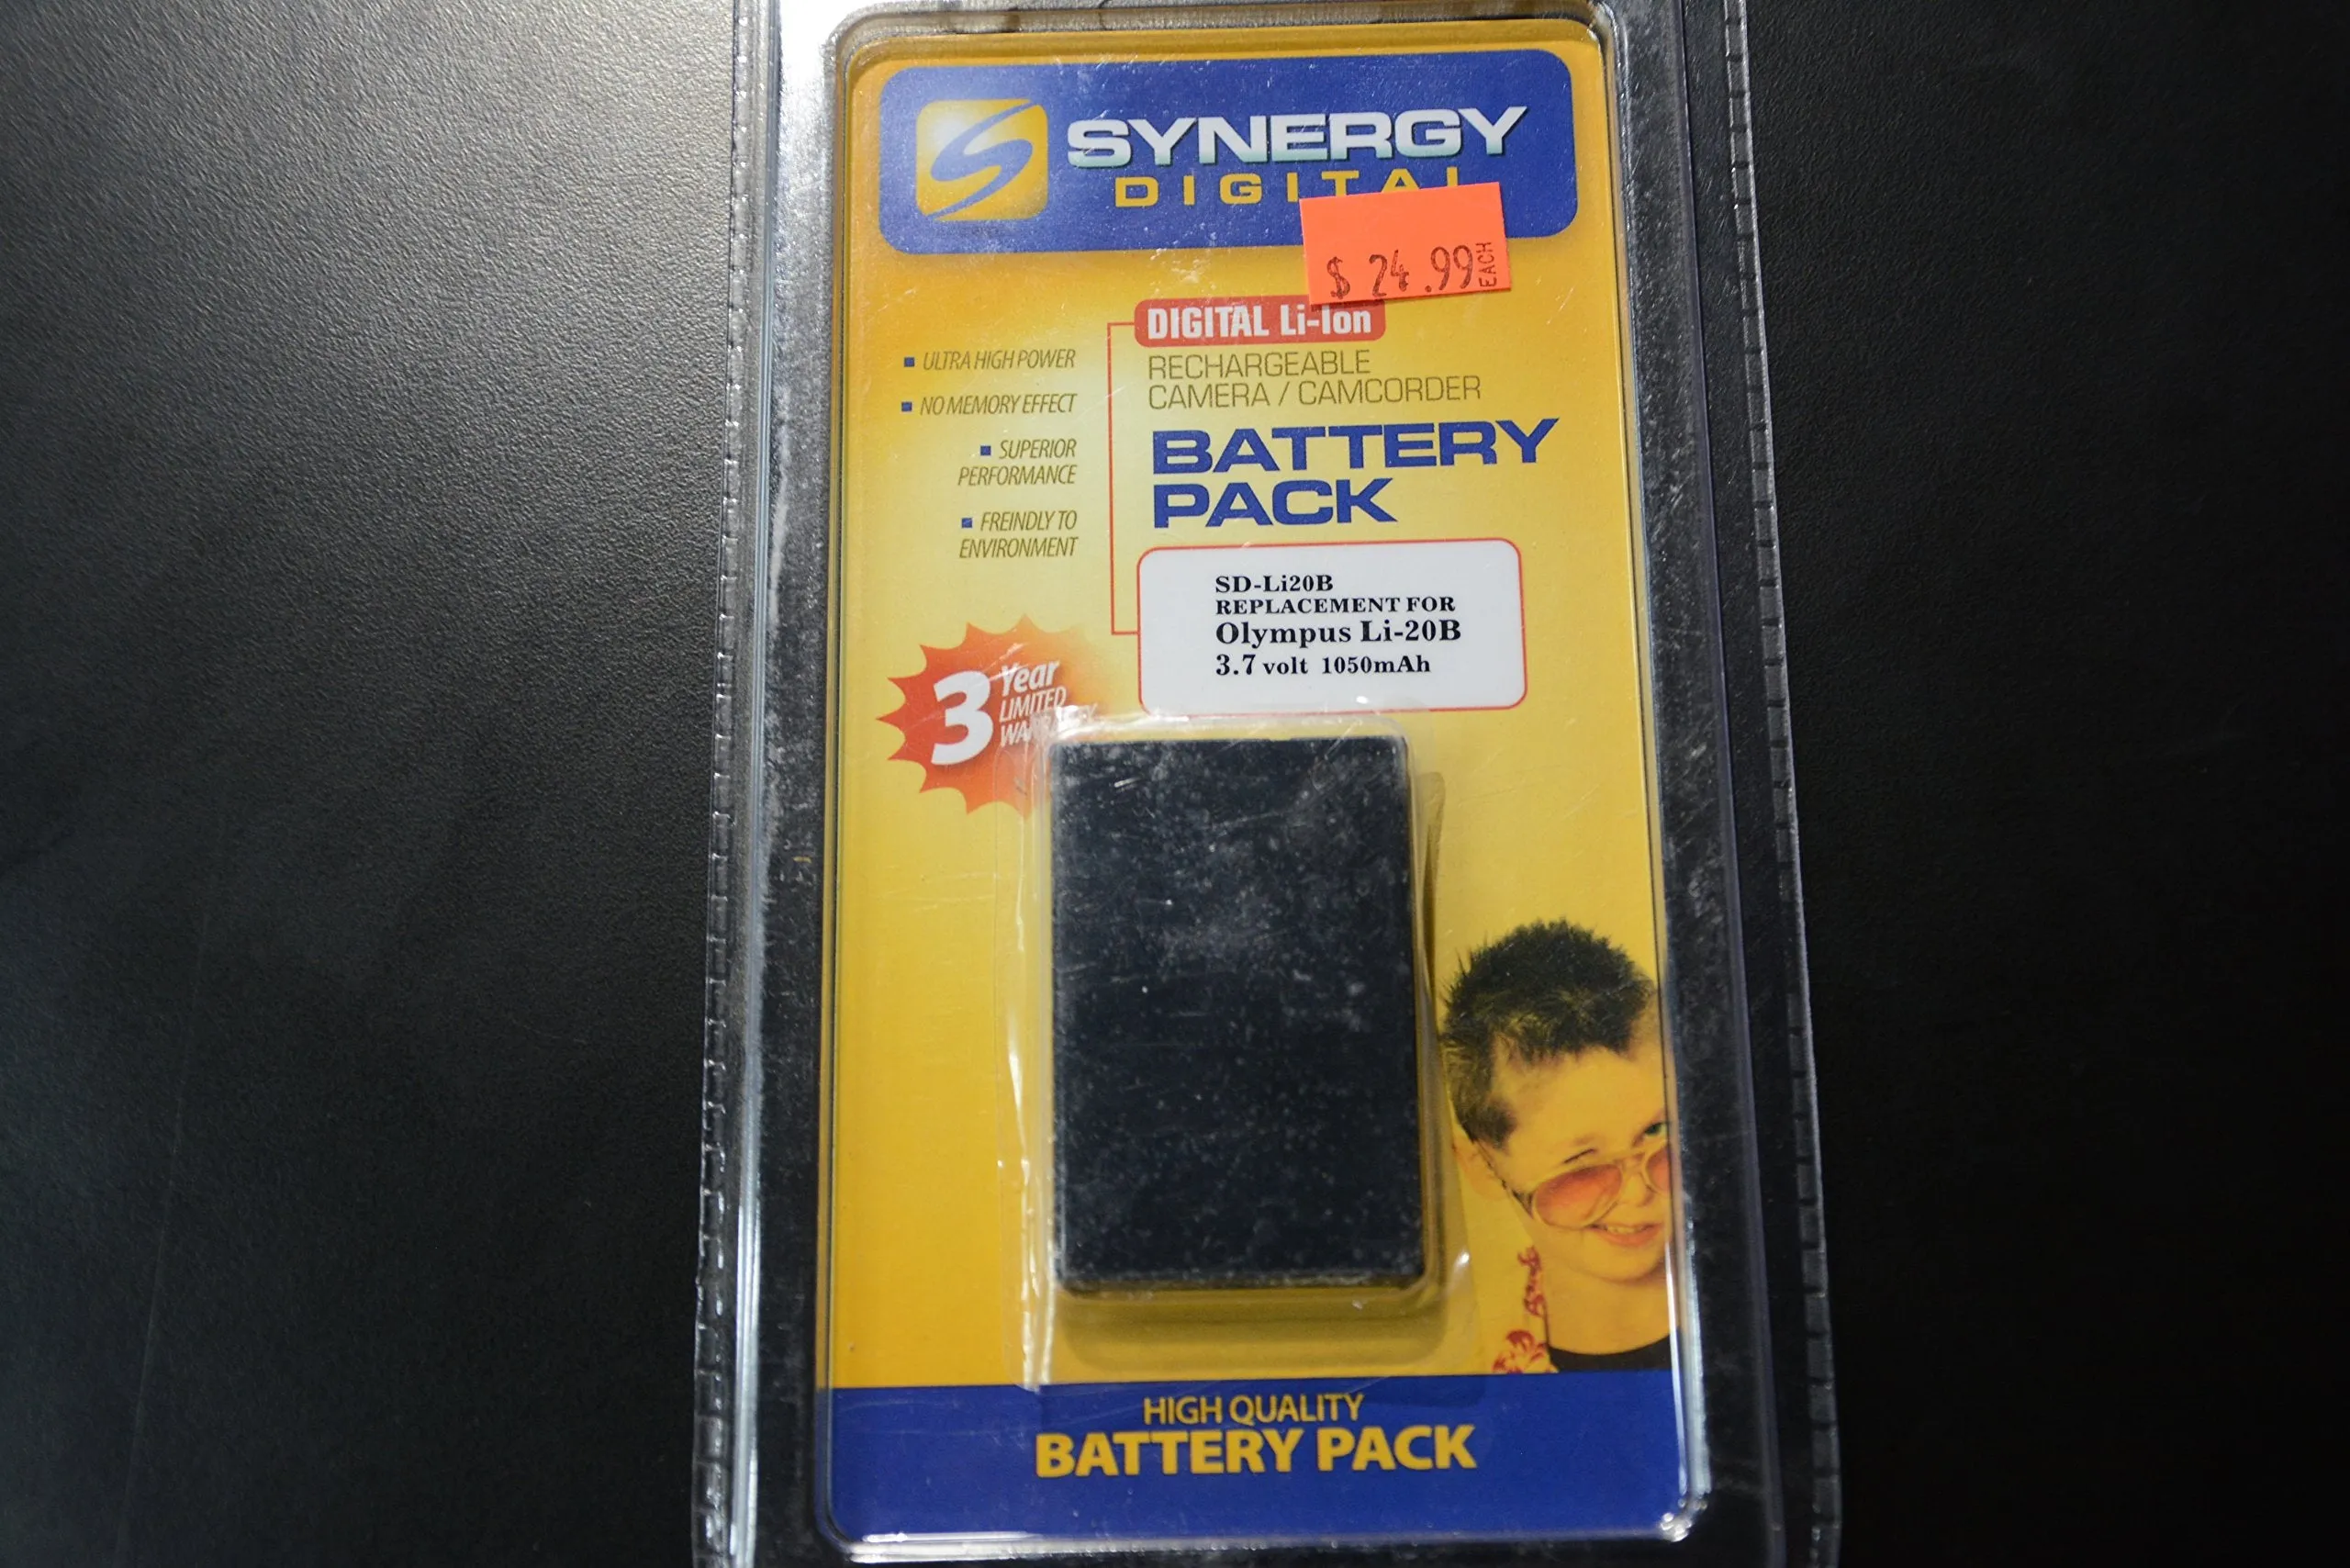 SYNERGY
DIGITAL
$ 24.99 EACH
DIGITAL Li-Ion
RECHARGEABLE
CAMERA / CAMCORDER
BATTERY
PACK
ULTRA HIGH POWER
NO MEMORY EFFECT
SUPERIOR
PERFORMANCE
FREINDLY TO
ENVIRONMENT
SD-Li20B
REPLACEMENT FOR
Olympus Li-20B
3.7 volt 1050mAh
3 Year
LIMITED
WARRANTY
HIGH QUALITY
BATTERY PACK